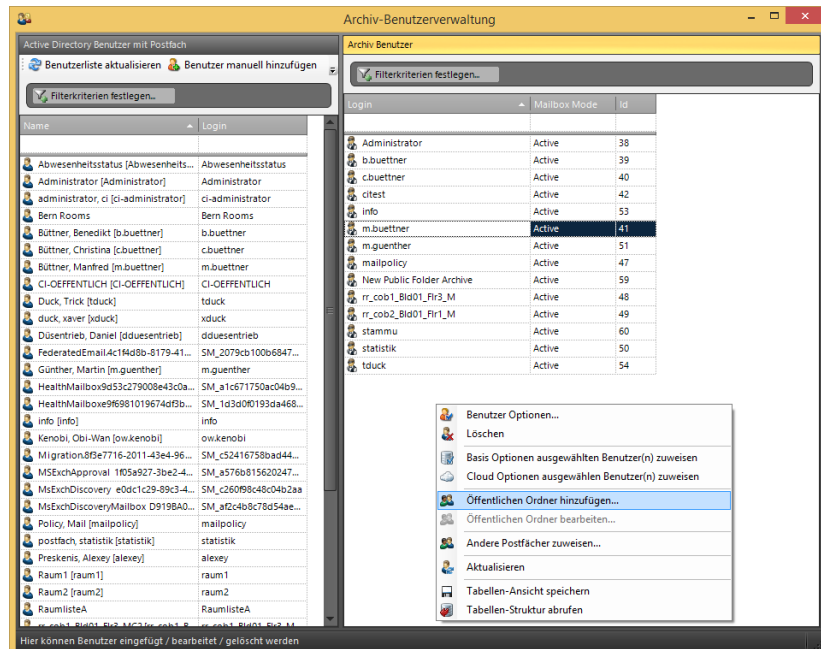 Archiv-Benutzerverwaltung
Active Directory Benutzer mit Postfach
Benutzerliste aktualisieren Benutzer manuell hinzufügen
Filterkriterien festlegen...
Name Login
Abwesenheitsstatus [Abwesenheits... Abwesenheitsstatus
Administrator [Administrator] Administrator
administrator, ci [ci-administrator] ci-administrator
Bern Rooms Bern Rooms
Büttner, Benedikt [b.buettner] b.buettner
Büttner, Christina [c.buettner] c.buettner
Büttner, Manfred [m.buettner] m.buettner
CI-OEFFENTLICH [CI-OEFFENTLICH] CI-OEFFENTLICH
Duck, Trick [tduck] tduck
duck, xaver [xduck] xduck
Düsentrieb, Daniel [dduesentrieb] dduesentrieb
FederatedEmail.4c1f4d8b-8179-41... SM_2079cb100b6847...
Günther, Martin [m.guenther] m.guenther
HealthMailbox9d53c279008e43c0a... SM_a1c671750ac04b9...
HealthMailboxe9f6981019674df3b... SM_1d3d0f0193da468...
info [info] info
Kenobi, Obi-Wan [ow.kenobi] ow.kenobi
Migration.8f3e7716-2011-43e4-96... SM_c52416758bad44...
MSExchApproval 1f05a927-3be2-4... SM_a576b815620247...
MsExchDiscovery e0dc1c29-89c3-4... SM_c260f98c48c04b2aa
MsExchDiscoveryMailbox D919BA0... SM_af2c4b8c78d54ae...
Policy, Mail [mailpolicy] mailpolicy
postfach, statistik [statistik] statistik
Preskenis, Alexey [alexey] alexey
Raum1 [raum1] raum1
Raum2 [raum2] raum2
RaumlisteA RaumlisteA
Archiv Benutzer
Filterkriterien festlegen...
Login Mailbox Mode Id
Administrator Active 38
b.buettner Active 39
c.buettner Active 40
citest Active 42
info Active 53
m.buettner Active 41
m.guenther Active 51
mailpolicy Active 47
New Public Folder Archive Active 59
rr_cob1_Bld01_Flr3_M Active 48
rr_cob2_Bld01_Flr1_M Active 49
stammu Active 60
statistik Active 50
tduck Active 54
Benutzer Optionen...
Löschen
Basis Optionen ausgewählten Benutzer(n) zuweisen
Cloud Optionen ausgewählen Benutzer(n) zuweisen
Öffentlichen Ordner hinzufügen...
Öffentlichen Ordner bearbeiten...
Andere Postfächer zuweisen...
Aktualisieren
Tabellen-Ansicht speichern
Tabellen-Struktur abrufen
Hier können Benutzer eingefügt / bearbeitet / gelöscht werden